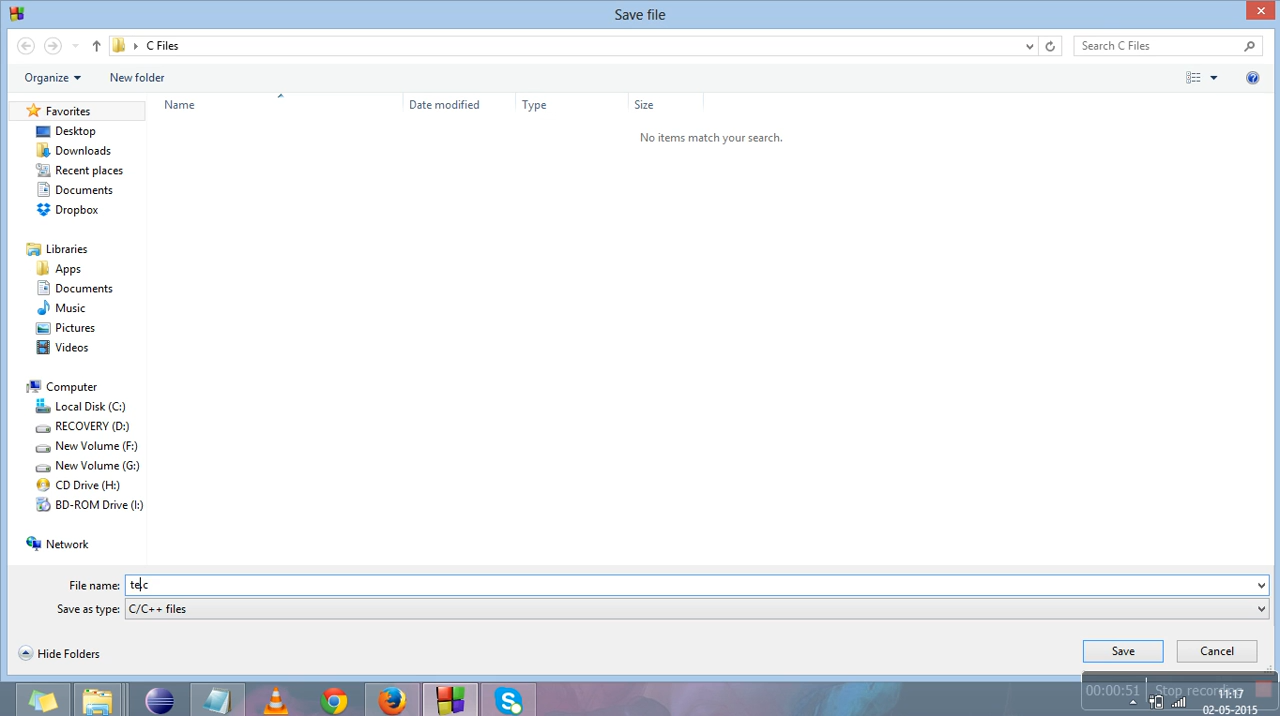 Save file
C Files
Search C Files
Organize
New folder
Name
Date modified
Type
Size
No items match your search.
Favorites
Desktop
Downloads
Recent places
Documents
Dropbox
Libraries
Apps
Documents
Music
Pictures
Videos
Computer
Local Disk (C:)
RECOVERY (D:)
New Volume (F:)
New Volume (G:)
CD Drive (H:)
BD-ROM Drive (I:)
Network
File name: te.c
Save as type: C/C++ files
Hide Folders
Save
Cancel
00:00:51
Stop recording
11:17
02-05-2015